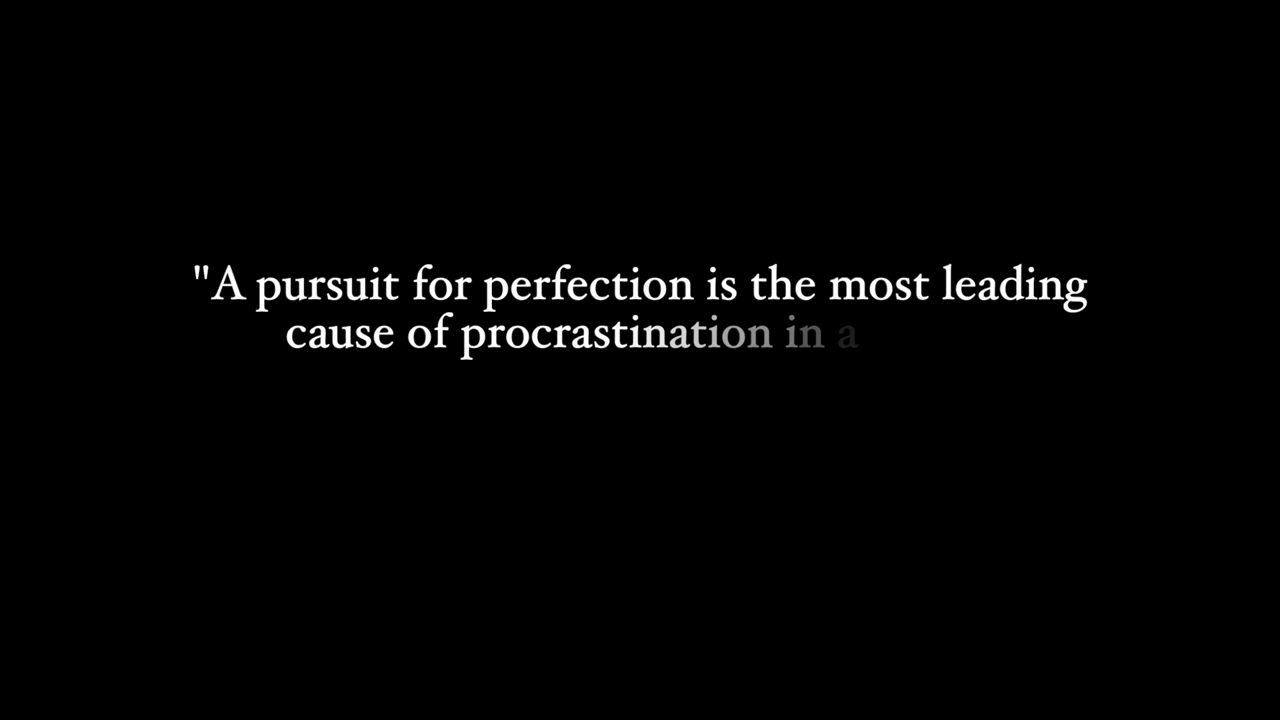 "A pursuit for perfection is the most leading
cause of procrastination in a